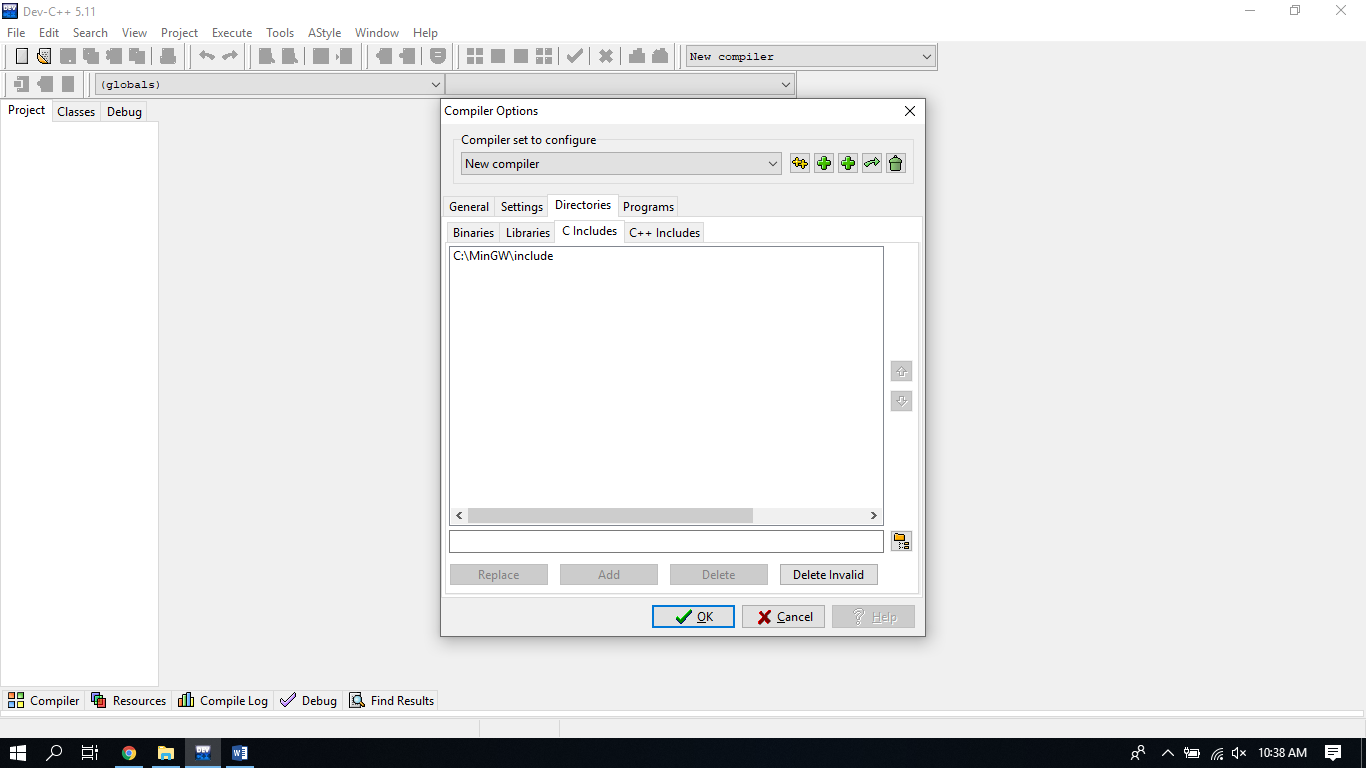 Dev-C++ 5.11
File Edit Search View Project Execute Tools AStyle Window Help
New compiler
(globals)
Project Classes Debug
Compiler Options
Compiler set to configure
New compiler
General Settings Directories Programs
Binaries Libraries C Includes C++ Includes
C:\MinGW\include
Replace Add Delete Delete Invalid
OK Cancel Help
Compiler Resources Compile Log Debug Find Results
10:38 AM